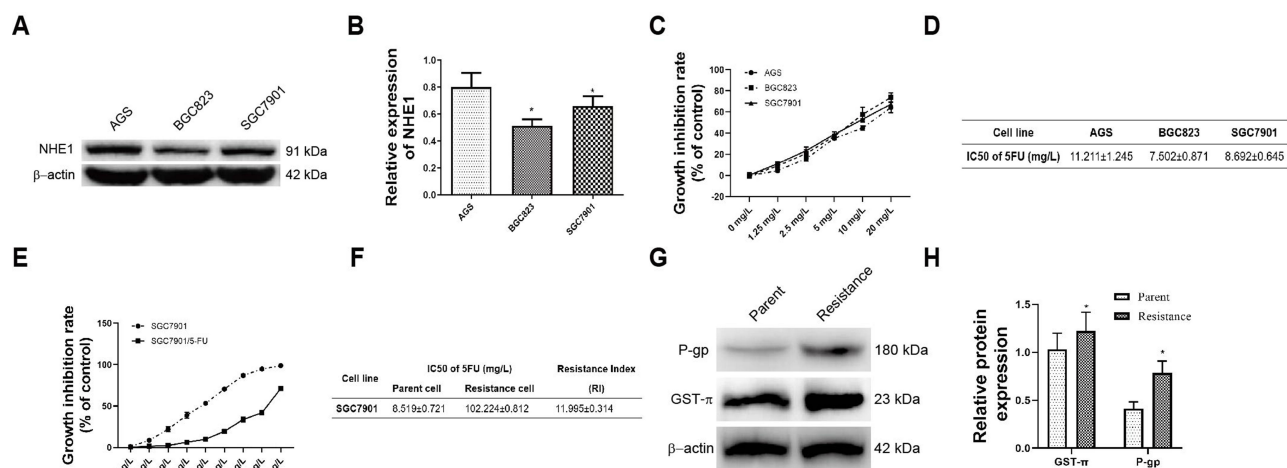 A
AGS
BGC823
SGC7901
NHE1
91 kDa
β–actin
42 kDa
B
Relative expression
of NHE1
1.0
0.8
0.6
0.4
0.2
0.0
*
*
AGS
BGC823
SGC7901
C
Growth inhibition rate
(% of control)
100
80
60
40
20
0
AGS
BGC823
SGC7901
0 mg/L
1.25 mg/L
2.5 mg/L
5 mg/L
10 mg/L
20 mg/L
D
Cell line AGS BGC823 SGC7901
IC50 of 5FU (mg/L) 11.211±1.245 7.502±0.871 8.692±0.645
E
Growth inhibition rate
(% of control)
150
100
50
0
SGC7901
SGC7901/5-FU
F
Cell line IC50 of 5FU (mg/L) Resistance Index
Parent cell Resistance cell (RI)
SGC7901 8.519±0.721 102.224±0.812 11.995±0.314
G
Parent
Resistance
P-gp
180 kDa
GST-π
23 kDa
β–actin
42 kDa
H
Relative protein
expression
1.5
1.0
0.5
0.0
Parent
Resistance
*
*
GST-π
P-gp